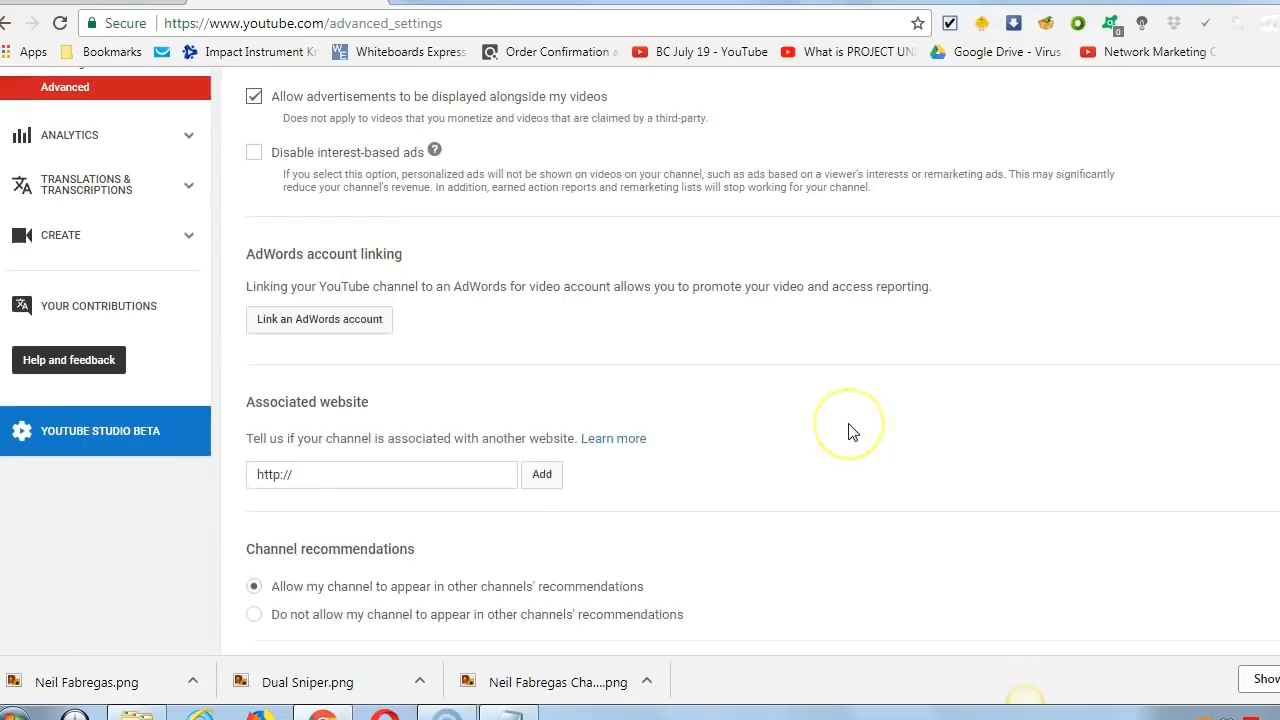 Secure https://www.youtube.com/advanced_settings
Apps Bookmarks Impact Instrument Kr Whiteboards Express Order Confirmation a BC July 13 - YouTube What is PROJECT UN Google Drive - Virus Network Marketing C
0
Advanced
ANALYTICS
TRANSLATIONS &
TRANSCRIPTIONS
CREATE
YOUR CONTRIBUTIONS
Help and feedback
YOUTUBE STUDIO BETA
Allow advertisements to be displayed alongside my videos
Does not apply to videos that you monetize and videos that are claimed by a third-party.
Disable interest-based ads ?
If you select this option, personalized ads will not be shown on videos on your channel, such as ads based on a viewer's interests or remarketing ads. This may significantly
reduce your channel's revenue. In addition, earned action reports and remarketing lists will stop working for your channel.
AdWords account linking
Linking your YouTube channel to an AdWords for video account allows you to promote your video and access reporting.
Link an AdWords account
Associated website
Tell us if your channel is associated with another website. Learn more
http:// Add
Channel recommendations
Allow my channel to appear in other channels' recommendations
Do not allow my channel to appear in other channels' recommendations
Neil Fabregas.png Dual Sniper.png Neil Fabregas Cha....png Show